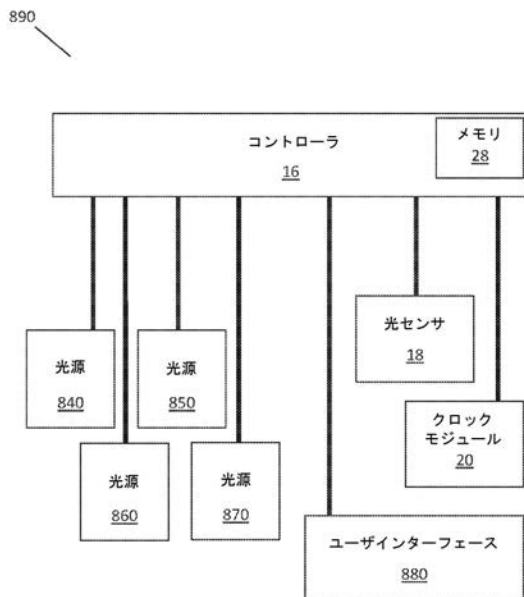 890
メモリ
28
コントローラ
16
光センサ
18
光源
840
光源
850
クロック
モジュール
20
光源
860
光源
870
ユーザインターフェース
880